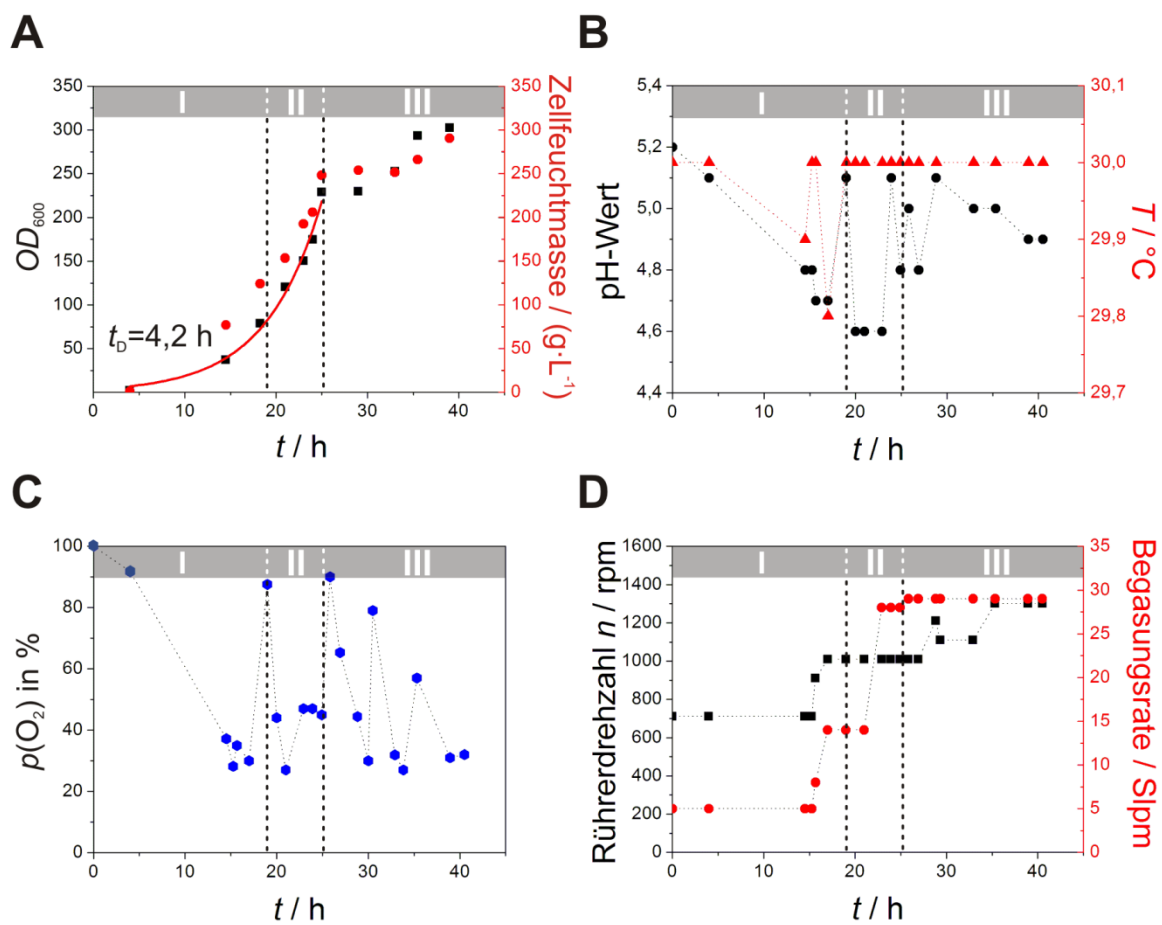 A
OD600
350
300
250
200
150
100
50
I II III
tD=4,2 h
350
300
250
200
150
100
50
0
Zellfeuchtmasse / (g·L-1)
0 10 20 30 40
t / h
B
pH-Wert
5,4
5,2
5,0
4,8
4,6
4,4
I II III
30,1
30,0
29,9
29,8
29,7
T / °C
0 10 20 30 40
t / h
C
p(O2) in %
100
80
60
40
20
0
I II III
0 10 20 30 40
t / h
D
Rührerdrehzahl n / rpm
1600
1400
1200
1000
800
600
400
200
0
I II III
35
30
25
20
15
10
5
0
Begasungsrate / Slpm
0 10 20 30 40
t / h